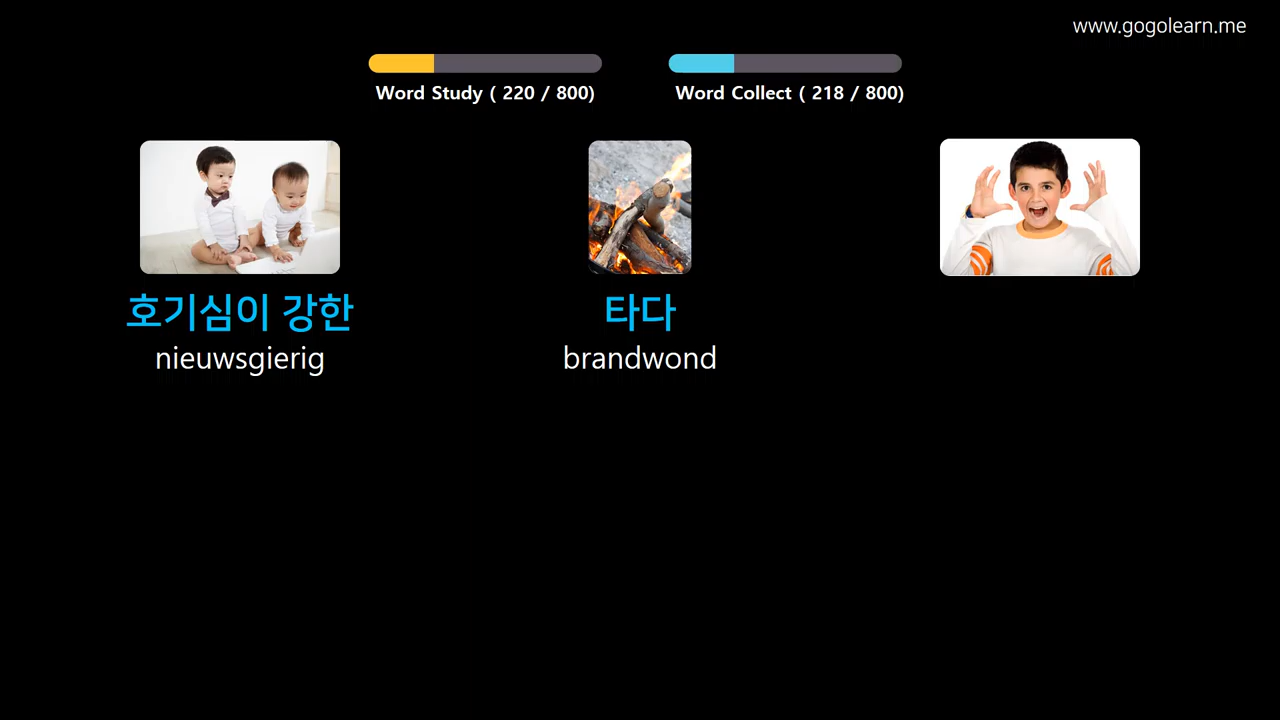 www.gogolearn.me
Word Study ( 220 / 800)
Word Collect ( 218 / 800)
호기심이 강한
nieuwsgierig
타다
brandwond